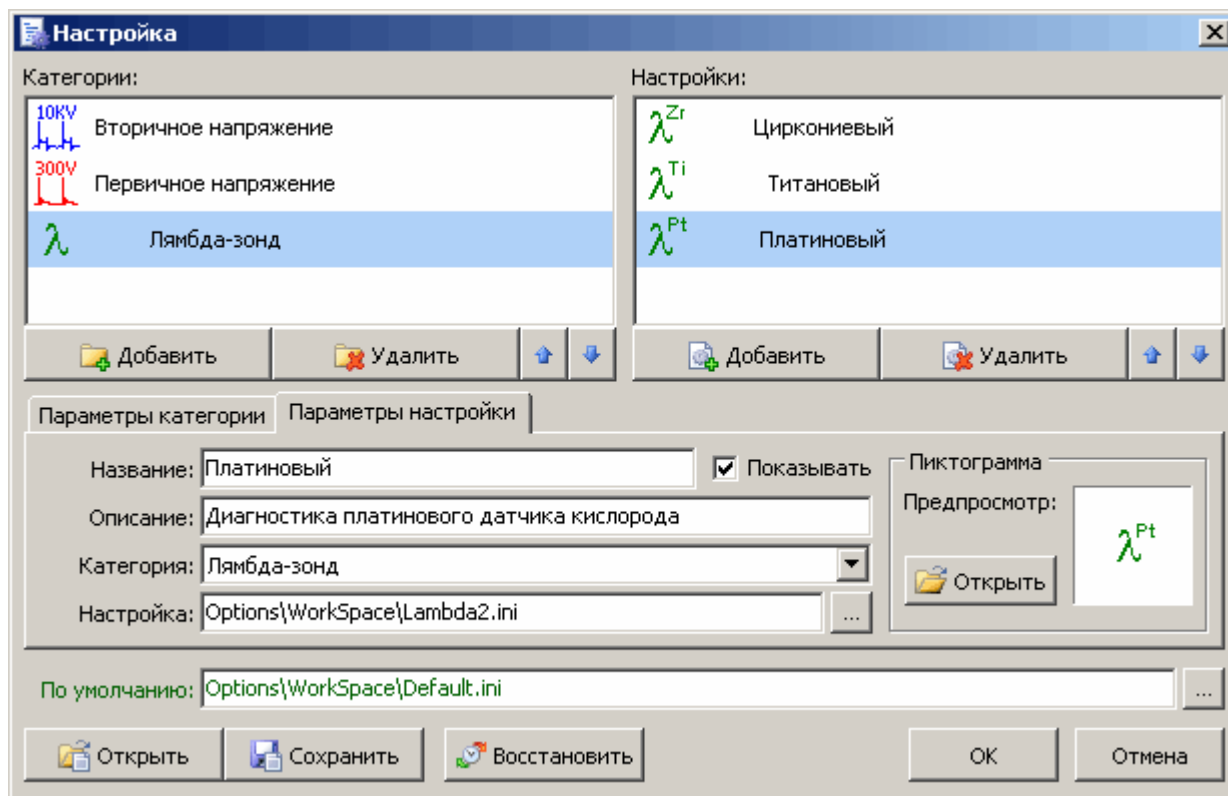 Настройка
Категории:
10KV Вторичное напряжение
300V Первичное напряжение
λ Лямбда-зонд
Добавить Удалить
Настройки:
λZr Циркониевый
λTi Титановый
λPt Платиновый
Добавить Удалить
Параметры категории Параметры настройки
Название: Платиновый Показывать
Описание: Диагностика платинового датчика кислорода
Категория: Лямбда-зонд
Настройка: Options\WorkSpace\Lambda2.ini ...
Пиктограмма
Предпросмотр:
λPt
Открыть
По умолчанию: Options\WorkSpace\Default.ini ...
Открыть Сохранить Восстановить OK Отмена